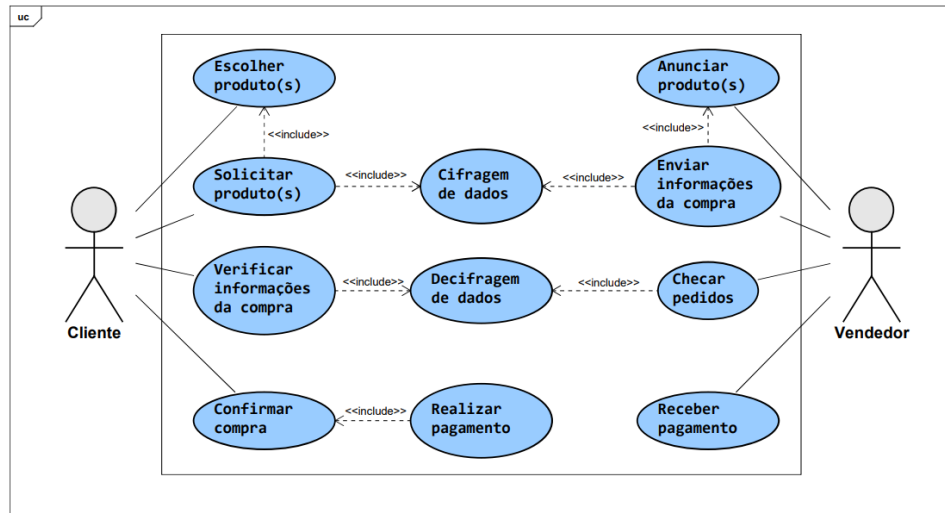 uc
Escolher
produto(s)
Anunciar
produto(s)
<<include>>
<<include>>
Solicitar
produto(s)
<<include>>
Cifragem
de dados
<<include>>
Enviar
informações
da compra
Verificar
informações
da compra
<<include>>
Decifragem
de dados
<<include>>
Checar
pedidos
Cliente
Vendedor
Confirmar
compra
<<include>>
Realizar
pagamento
Receber
pagamento